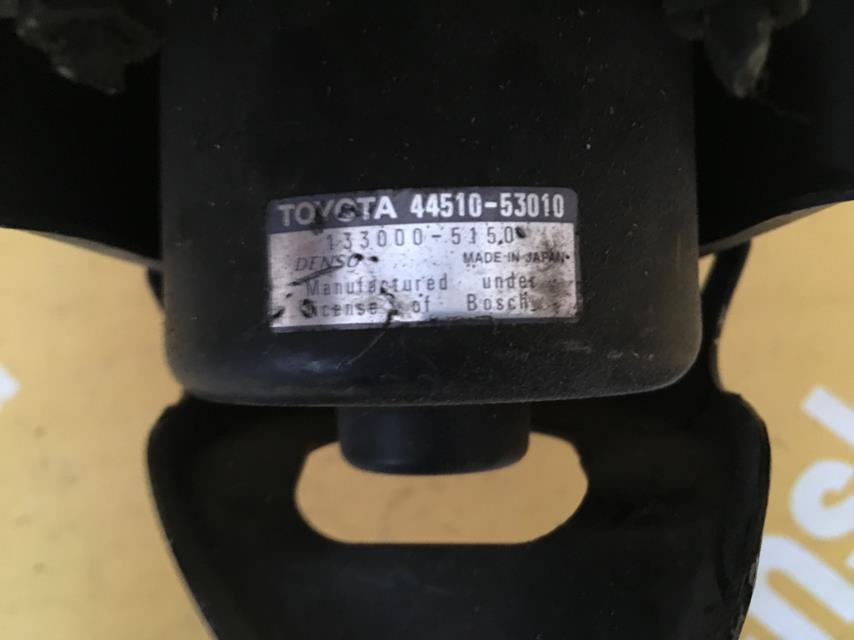 TOYOTA 44510-53010
133000-5150
DENSO MADE IN JAPAN
Manufactured under
license of Bosch